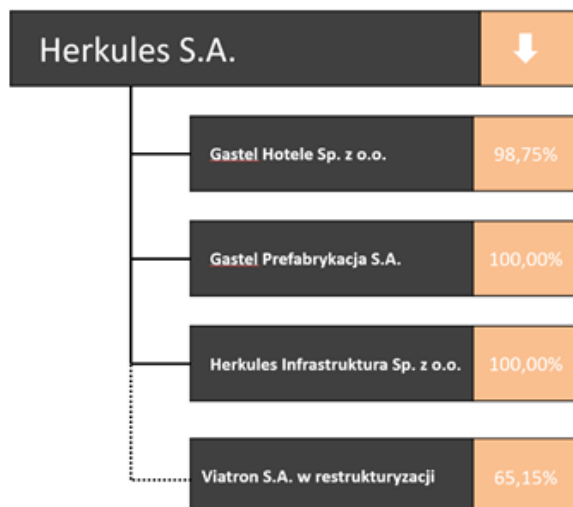 Herkules S.A.
Gastel Hotele Sp. z o.o. 98,75%
Gastel Prefabrykacja S.A. 100,00%
Herkules Infrastruktura Sp. z o.o. 100,00%
Viatron S.A. w restrukturyzacji 65,15%